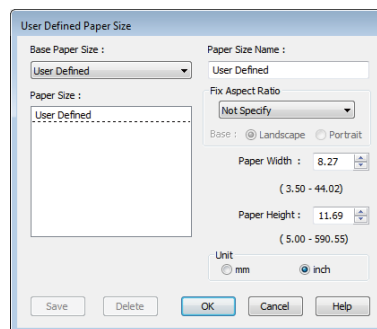 User Defined Paper Size
Base Paper Size :
User Defined
Paper Size :
User Defined
Paper Size Name :
User Defined
Fix Aspect Ratio
Not Specify
Base : Landscape Portrait
Paper Width : 8.27
( 3.50 - 44.02)
Paper Height : 11.69
( 5.00 - 590.55)
Unit
mm inch
Save Delete OK Cancel Help